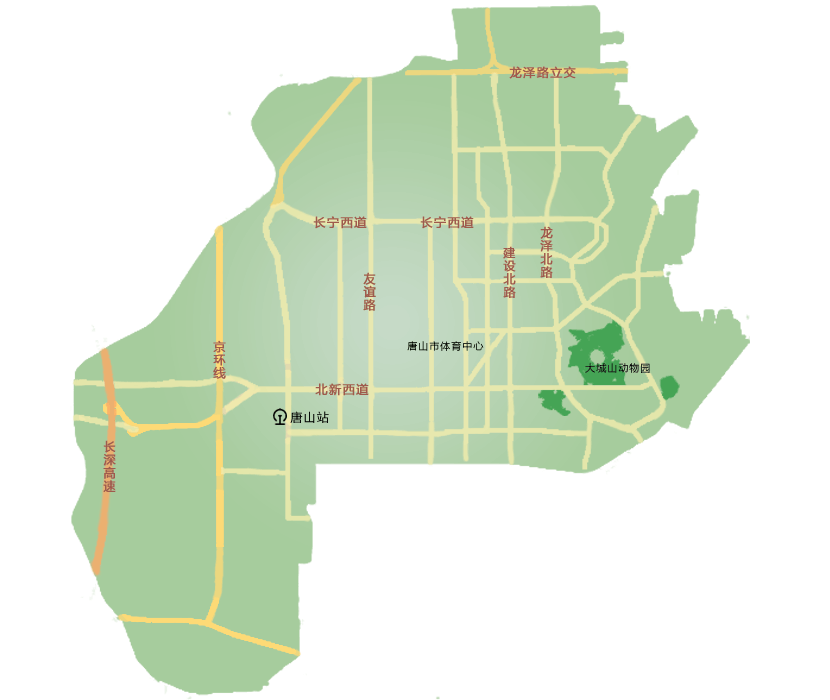 龙泽路立交
长宁西道
长宁西道
龙泽北路
建设北路
友谊路
唐山市体育中心
京环线
大城山动物园
北新西道
唐山站
长深高速